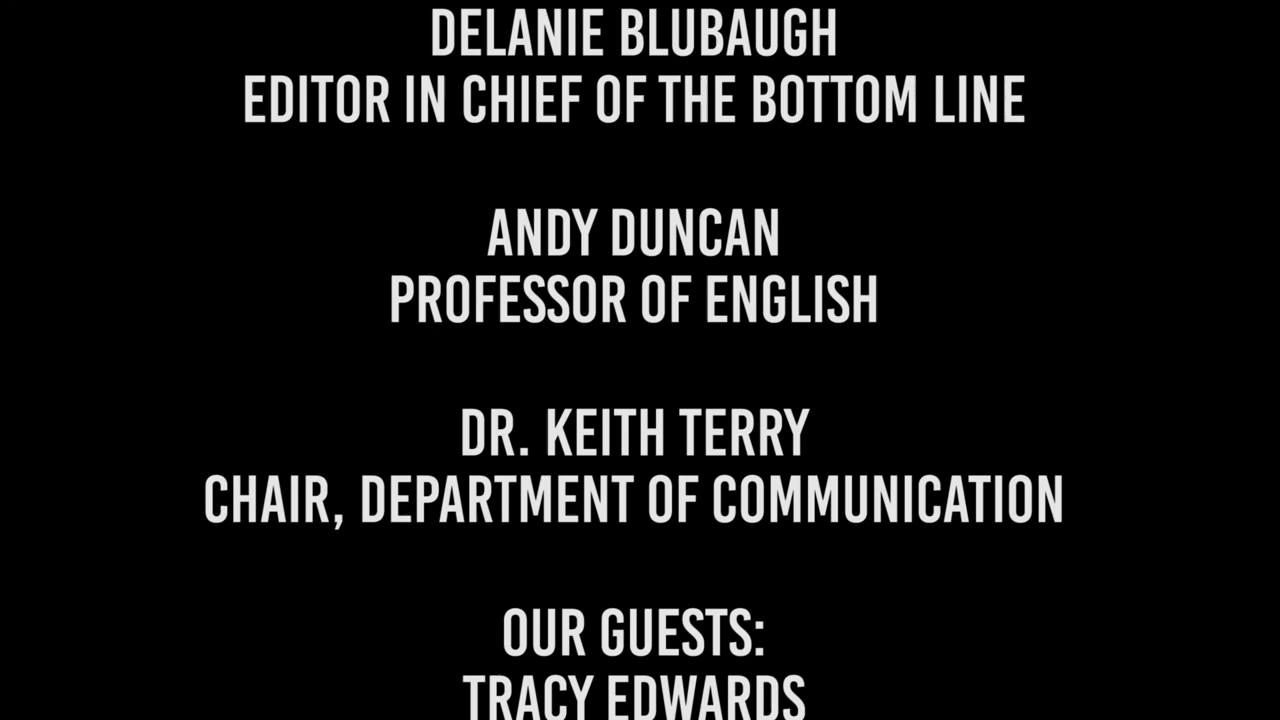 DELANIE BLUBAUGH
EDITOR IN CHIEF OF THE BOTTOM LINE
ANDY DUNCAN
PROFESSOR OF ENGLISH
DR. KEITH TERRY
CHAIR, DEPARTMENT OF COMMUNICATION
OUR GUESTS:
TRACY EDWARDS